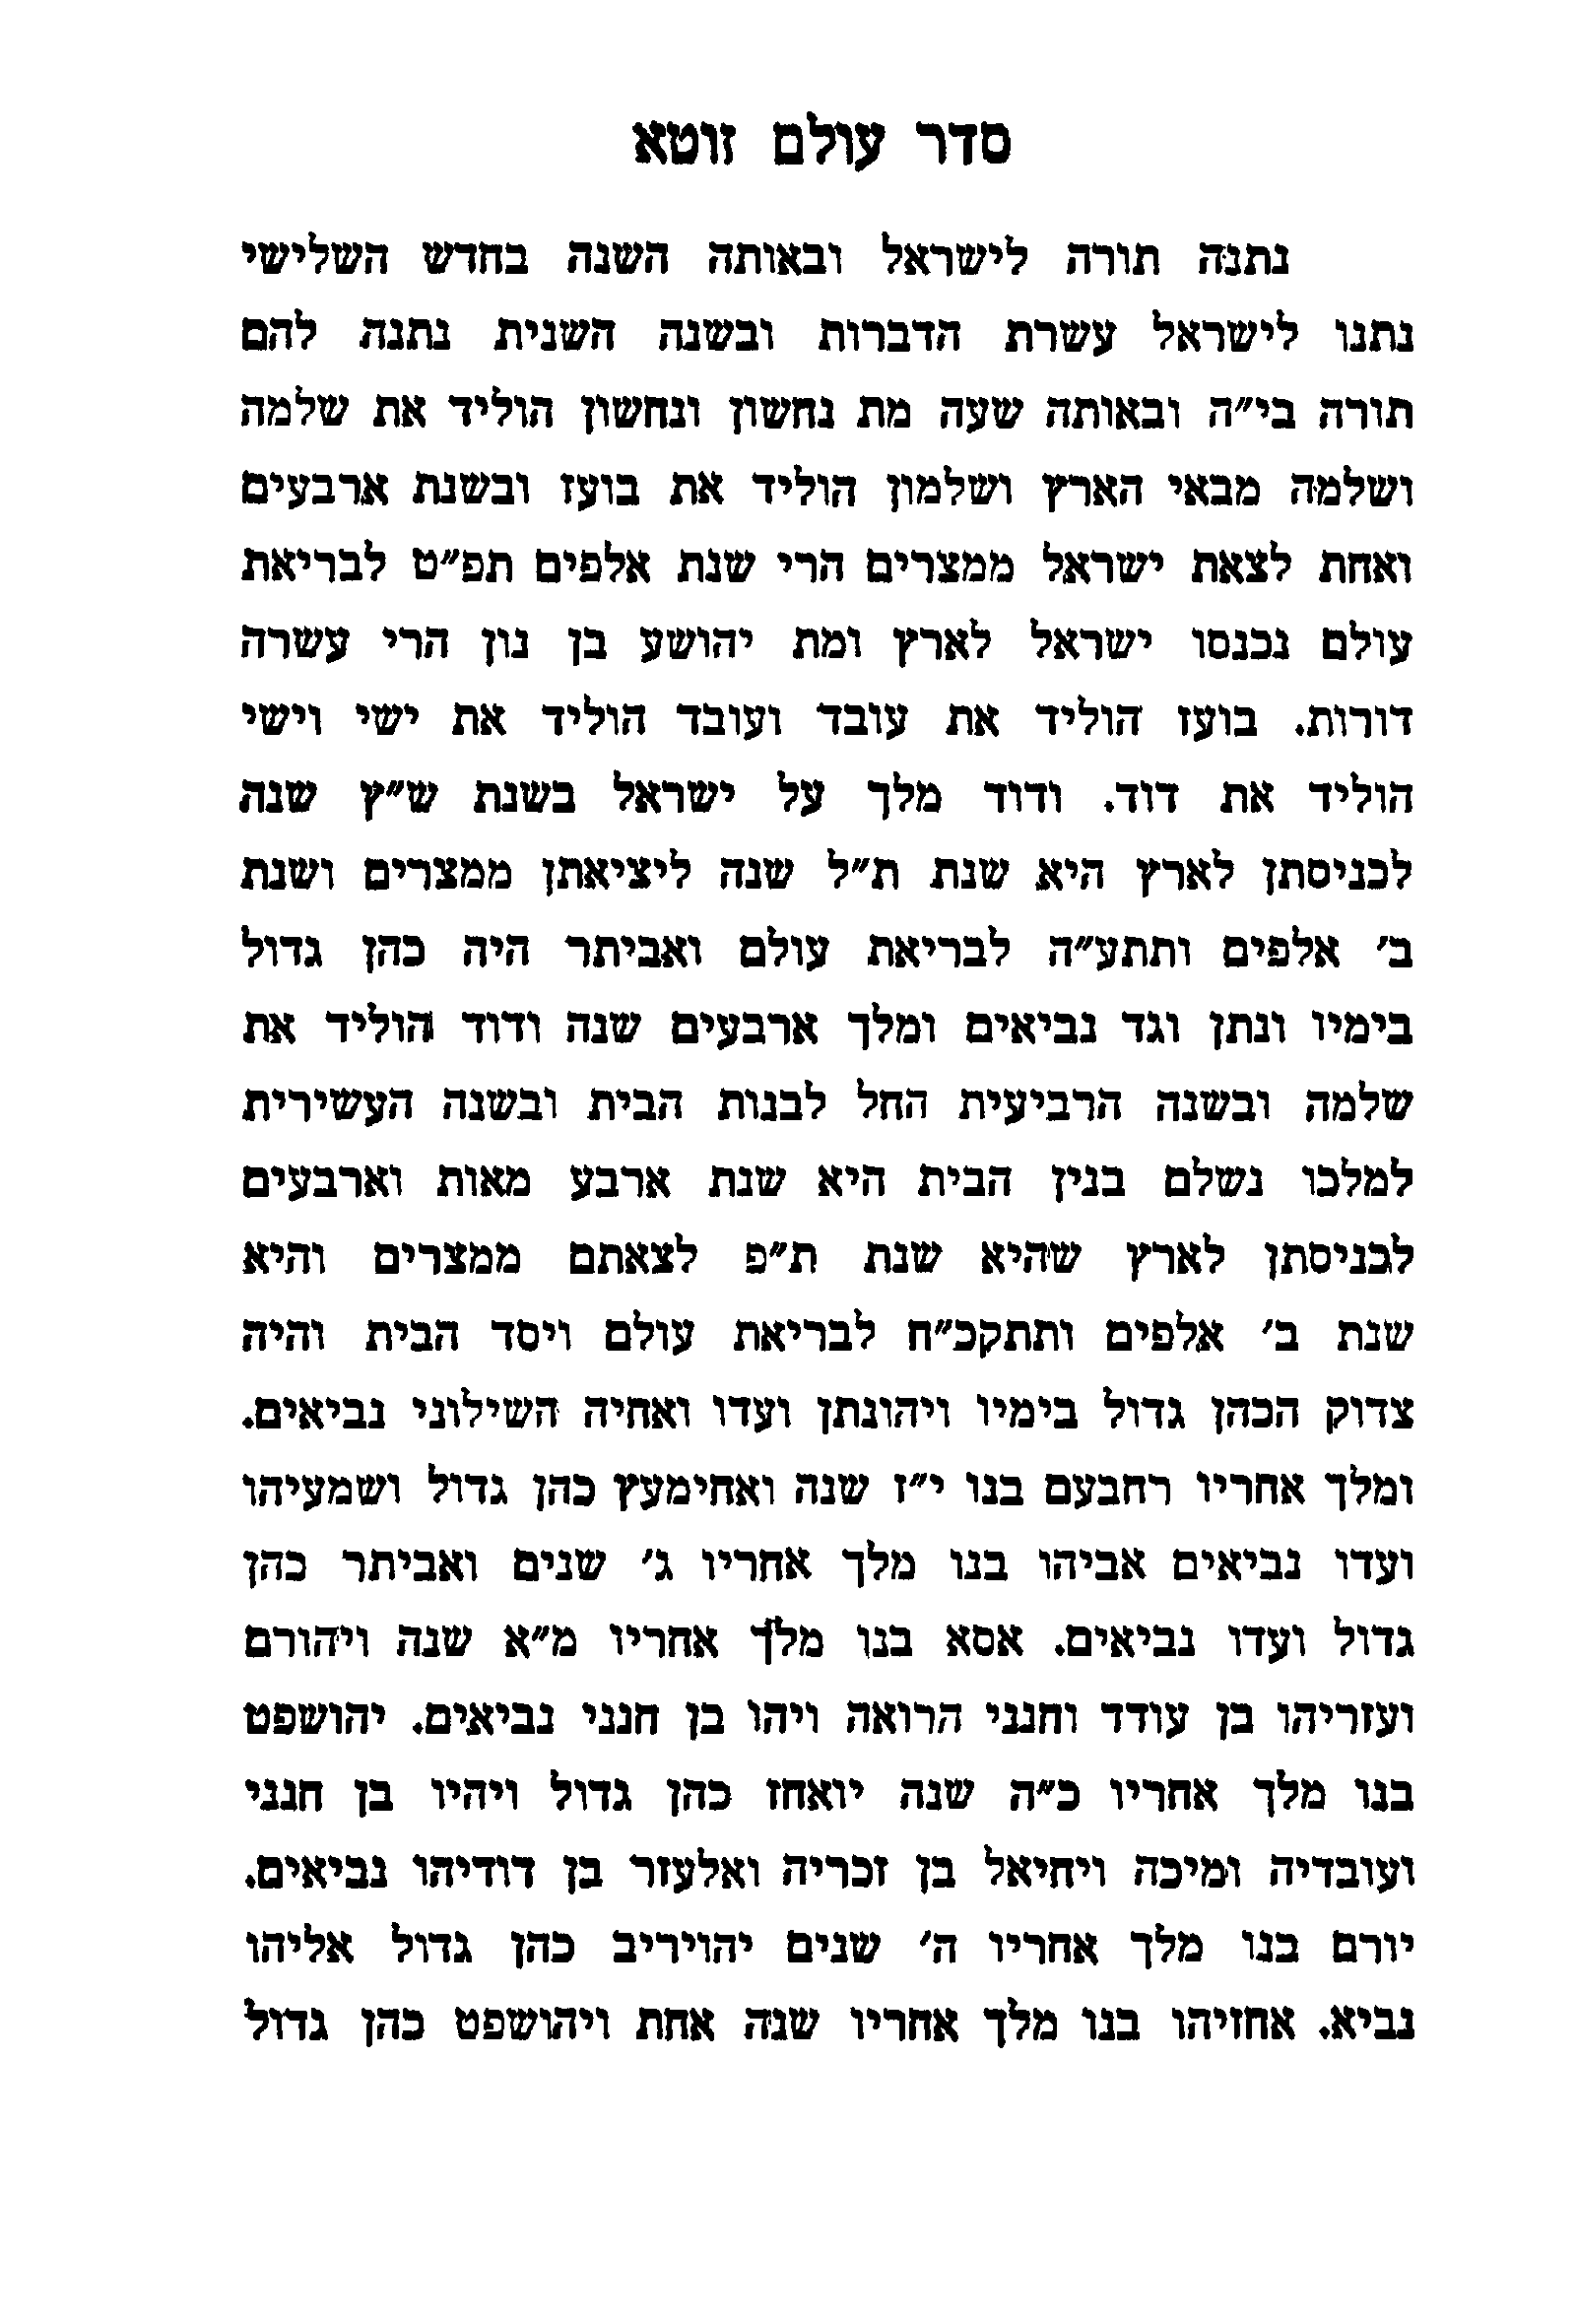 סדר עולם זוטא
נתנה תורה לישראל ובאותה השנה בחדש השלישי
נתנו לישראל עשרת הדברות ובשנה השנית נתנה להם
תורה בי״ה ובאותה שעה מת נחשון ונחשון הוליד את שלמה
ושלמה מבאי הארץ ושלמון הוליד את בועז ובשנת ארבעים
ואחת לצאת ישראל ממצרים הרי שנת אלפים תפ״ט לבריאת
עולם נכנסו ישראל לארץ ומת יהושע בן נון הרי עשרה
דורות. בועז הוליד את עובד ועובד הוליד את ישי וישי
הוליד את דוד. ודוד מלך על ישראל בשנת ש״ץ שנה
לכניסתן לארץ היא שנת ת״ל שנה ליציאתן ממצרים ושנת
ב׳ אלפים ותתע״ה לבריאת עולם ואביתר היה כהן גדול
בימיו ונתן וגד נביאים ומלך ארבעים שנה ודוד הוליד את
שלמה ובשנה הרביעית החל לבנות הבית ובשנה העשירית
למלכו נשלם בנין הבית היא שנת ארבע מאות וארבעים
לכניסתן לארץ שהיא שנת ת״פ לצאתם ממצרים והיא
שנת ב׳ אלפים ותתקכ״ח לבריאת עולם ויסד הבית והיה
צדוק הכהן גדול בימיו ויהונתן ועדו ואחיה השילוני נביאים.
ומלך אחריו רחבעם בנו י״ז שנה ואחימעץ כהן גדול ושמעיהו
ועדו נביאים אביהו בנו מלך אחריו ג׳ שנים ואביתר כהן
גדול ועדו נביאים. אסא בנו מלך אחריו מ״א שנה ויהורם
ועזריהו בן עודד וחנני הרואה ויהו בן חנני נביאים. יהושפט
בנו מלך אחריו כ״ה שנה יואחז כהן גדול ויהיו בן חנני
ועובדיה ומיכה ויחיאל בן זכריה ואלעזר בן דודיהו נביאים.
יורם בנו מלך אחריו ה׳ שנים יהויריב כהן גדול אליהו
נביא. אחזיהו בנו מלך אחריו שנה אחת ויהושפט כהן גדול